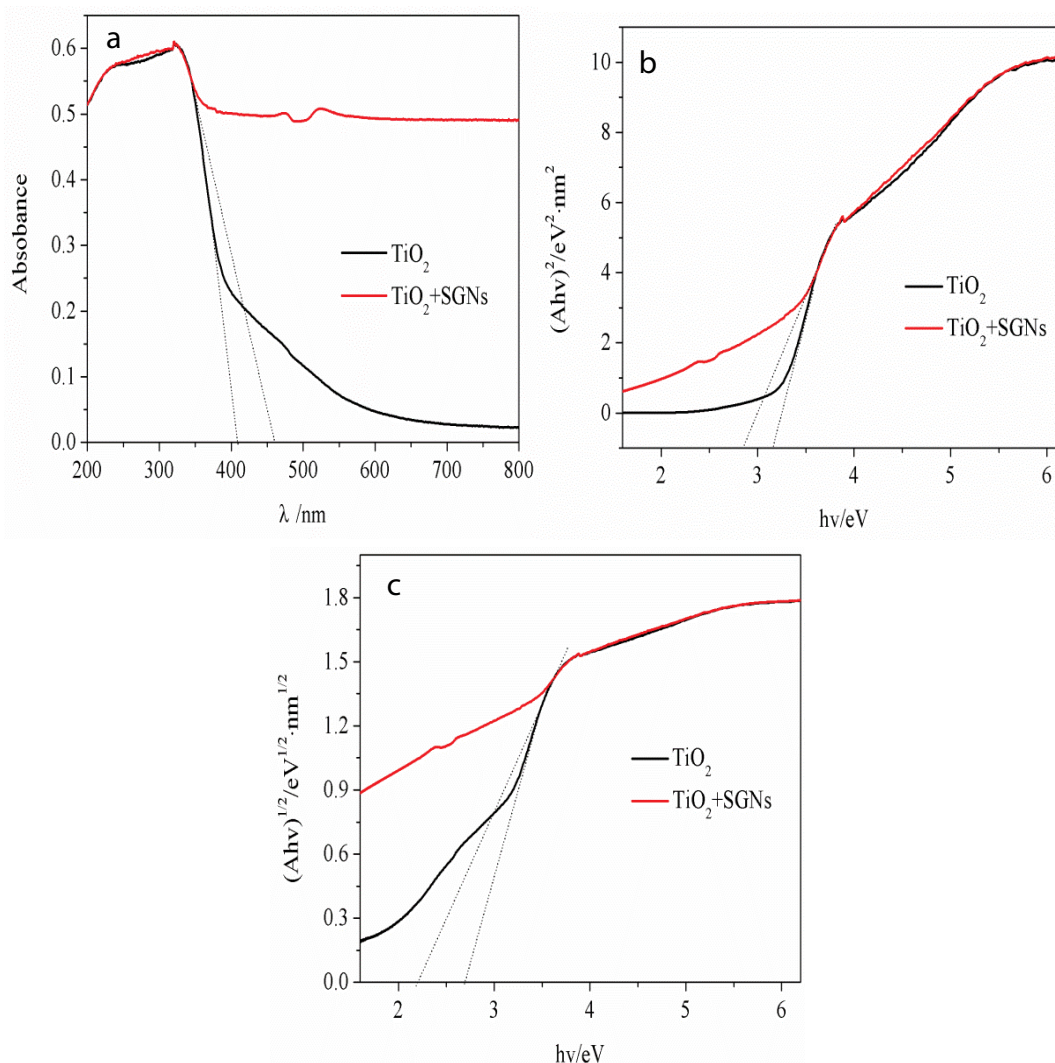 a
Absobance
0.6
0.5
0.4
0.3
0.2
0.1
0.0
200 300 400 500 600 700 800
λ /nm
TiO₂
TiO₂+SGNs
b
(Ahν)²/eV²·nm²
10
8
6
4
2
0
2 3 4 5 6
hν/eV
TiO₂
TiO₂+SGNs
c
(Ahν)¹/²/eV¹/²·nm¹/²
1.8
1.5
1.2
0.9
0.6
0.3
0.0
2 3 4 5 6
hν/eV
TiO₂
TiO₂+SGNs